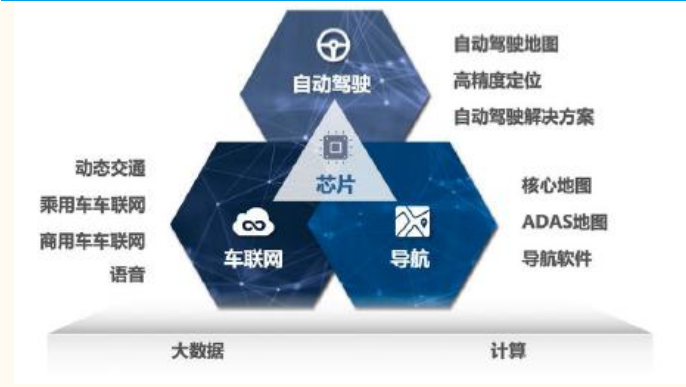 自动驾驶
自动驾驶地图
高精度定位
自动驾驶解决方案
芯片
动态交通
乘用车车联网
商用车车联网
语音
车联网
导航
核心地图
ADAS地图
导航软件
大数据
计算